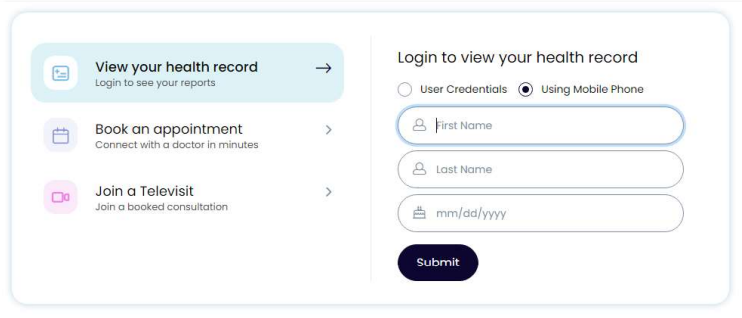 View your health record
Login to see your reports
Book an appointment
Connect with a doctor in minutes
Join a Televisit
Join a booked consultation
Login to view your health record
User Credentials Using Mobile Phone
First Name
Last Name
mm/dd/yyyy
Submit